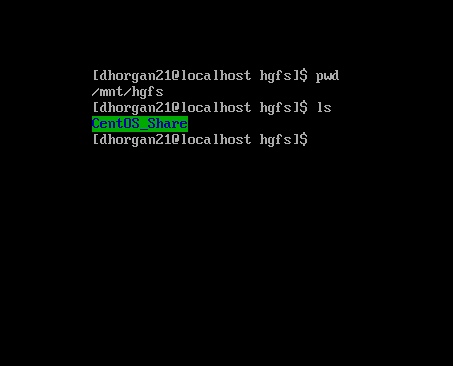 [dhorgan21@localhost hgfs]$ pwd
/mnt/hgfs
[dhorgan21@localhost hgfs]$ ls
CentOS_Share
[dhorgan21@localhost hgfs]$